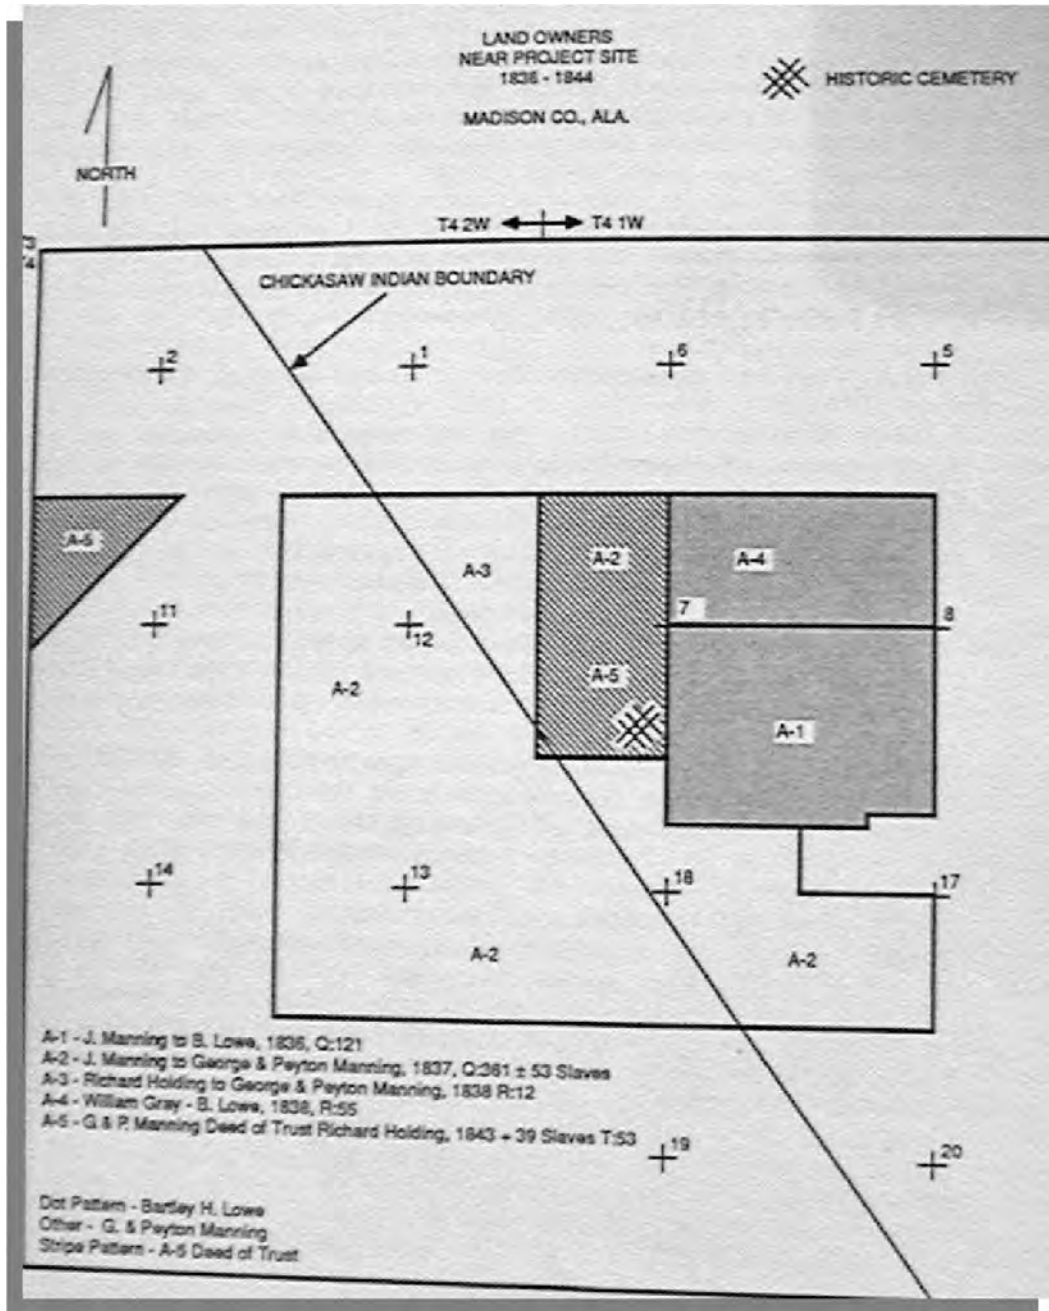 LAND OWNERS
NEAR PROJECT SITE
1836 - 1844
MADISON CO., ALA.
HISTORIC CEMETERY
NORTH
T4 2W T4 1W
3
4
CHICKASAW INDIAN BOUNDARY
2
1
6
5
A-5
A-3
A-2
A-4
11
12
7
8
A-2
A-5
A-1
14
13
18
17
A-2
A-2
A-1 - J. Manning to B. Lowe, 1836, Q:121
A-2 - J. Manning to George & Peyton Manning, 1837, Q:361 ± 53 Slaves
A-3 - Richard Holding to George & Peyton Manning, 1838 R:12
A-4 - William Gray - B. Lowe, 1838, R:55
A-5 - G & P. Manning Deed of Trust Richard Holding, 1843 + 39 Slaves T:53
19
20
Dot Pattern - Bartley H. Lowe
Other - G. & Peyton Manning
Stripe Pattern - A-5 Deed of Trust